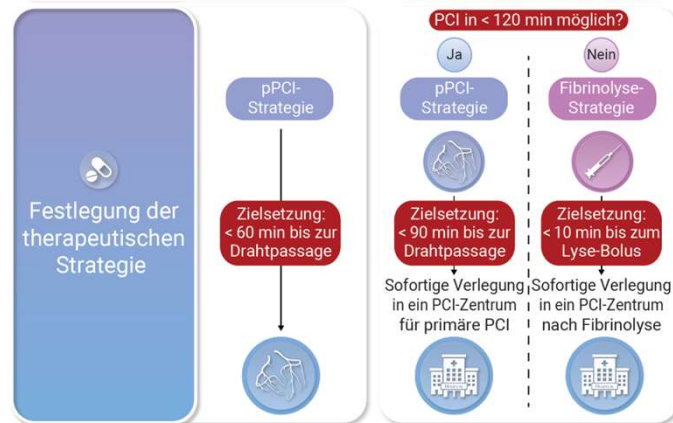 Festlegung der
therapeutischen
Strategie
pPCI-
Strategie
Zielsetzung:
< 60 min bis zur
Drahtpassage
PCI in < 120 min möglich?
Ja
pPCI-
Strategie
Zielsetzung:
< 90 min bis zur
Drahtpassage
Sofortige Verlegung
in ein PCI-Zentrum
für primäre PCI
Nein
Fibrinolyse-
Strategie
Zielsetzung:
< 10 min bis zum
Lyse-Bolus
Sofortige Verlegung
in ein PCI-Zentrum
nach Fibrinolyse